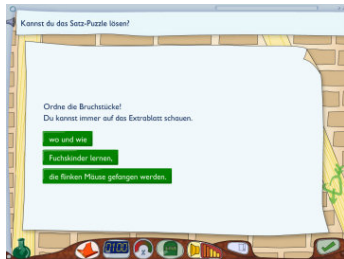 Kannst du das Satz-Puzzle lösen?
Ordne die Bruchstücke!
Du kannst immer auf das Extrablatt schauen.
wo und wie
Fuchskinder lernen,
die flinken Mäuse gefangen werden.